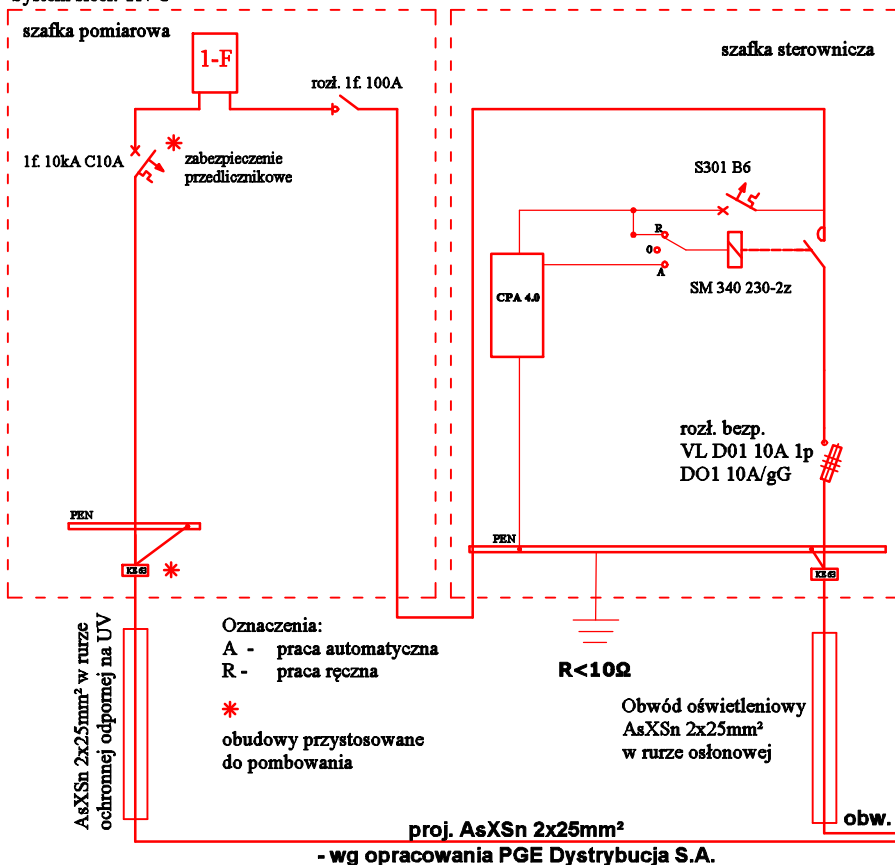 szafka pomiarowa
1-F
rozł. 1f. 100A
1f. 10kA C10A
zabezpieczenie
przedlicznikowe
PEN
KE63
szafka sterownicza
S301 B6
R
0
A
CPA 4.0
SM 340 230-2z
rozł. bezp.
VL D01 10A 1p
DO1 10A/gG
PEN
KE63
R<10Ω
AsXSn 2x25mm² w rurze
ochronnej odpornej na UV
Oznaczenia:
A - praca automatyczna
R - praca ręczna
obudowy przystosowane
do pombowania
Obwód oświetleniowy
AsXSn 2x25mm²
w rurze osłonowej
obw.
proj. AsXSn 2x25mm²
- wg opracowania PGE Dystrybucja S.A.